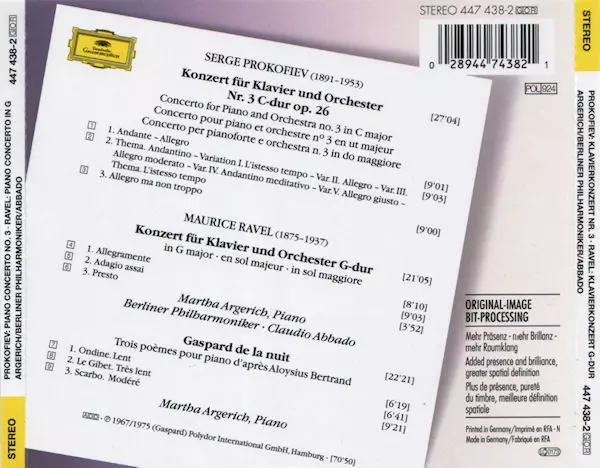 STEREO 447 438-2 GOR
0 28944 74382 1
POL 924
Deutsche
Grammophon
SERGE PROKOFIEV (1891–1953)
Konzert für Klavier und Orchester
Nr. 3 C-dur op. 26 [27'04]
Concerto for Piano and Orchestra no. 3 in C major
Concerto pour piano et orchestre n° 3 en ut majeur
Concerto per pianoforte e orchestra n. 3 in do maggiore
1 1. Andante – Allegro [9'01]
2 2. Thema. Andantino – Variation I. L'istesso tempo – Var. II. Allegro – Var. III. [9'03]
Allegro moderato – Var. IV. Andantino meditativo – Var. V. Allegro giusto –
Thema. L'istesso tempo
3 3. Allegro ma non troppo [9'00]
MAURICE RAVEL (1875–1937)
Konzert für Klavier und Orchester G-dur [21'05]
in G major · en sol majeur · in sol maggiore
4 1. Allegramente [8'10]
5 2. Adagio assai [9'03]
6 3. Presto [3'52]
Martha Argerich, Piano
Berliner Philharmoniker · Claudio Abbado
Gaspard de la nuit [22'21]
Trois poèmes pour piano d'après Aloysius Bertrand
7 1. Ondine. Lent [6'19]
8 2. Le Gibet. Très lent [6'41]
9 3. Scarbo. Modéré [9'21]
Martha Argerich, Piano
ADD ℗ 1967/1975 (Gaspard) Polydor International GmbH, Hamburg · [70'50]
ORIGINAL-IMAGE
BIT-PROCESSING
Mehr Präsenz - mehr Brillanz -
mehr Raumklang
Added presence and brilliance,
greater spatial definition
Plus de présence, pureté
du timbre, meilleure définition
spatiale
Printed in Germany/Imprimé en RFA - N
Made in Germany/Fabriqué en RFA
STEREO
PROKOFIEV: PIANO CONCERTO NO. 3 · RAVEL: PIANO CONCERTO IN G
ARGERICH/BERLINER PHILHARMONIKER/ABBADO
447 438-2 GOR
STEREO
PROKOFIEV: KLAVIERKONZERT NR. 3 · RAVEL: KLAVIERKONZERT G-DUR
ARGERICH/BERLINER PHILHARMONIKER/ABBADO
447 438-2 GOR